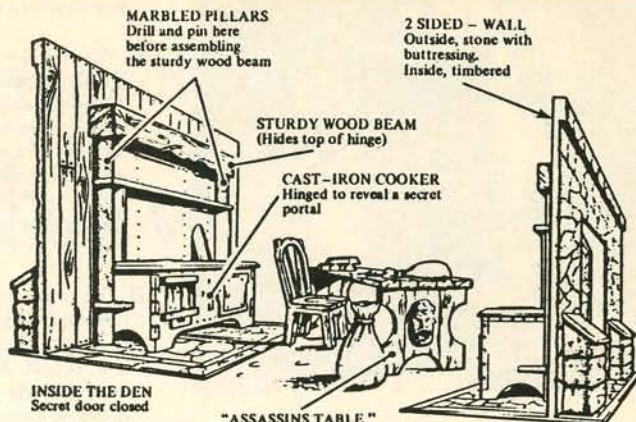 MARBLED PILLARS
Drill and pin here
before assembling
the sturdy wood beam
2 SIDED – WALL
Outside, stone with
buttressing.
Inside, timbered
STURDY WOOD BEAM
(Hides top of hinge)
CAST–IRON COOKER
Hinged to reveal a secret
portal
INSIDE THE DEN
Secret door closed
"ASSASSINS TABLE"